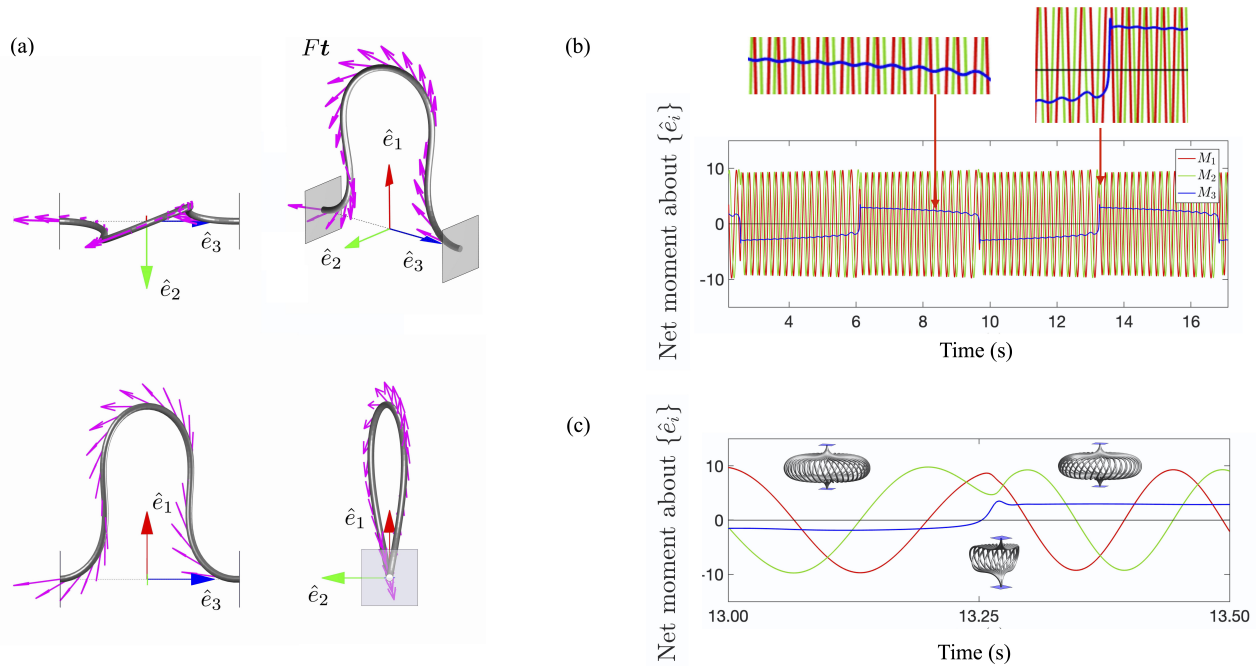 (a)
Ft
ê₁
ê₂
ê₃
ê₃
ê₂
ê₁
ê₃
ê₁
ê₂
(b)
Net moment about {êᵢ}
10
0
-10
M₁
M₂
M₃
4 6 8 10 12 14 16
Time (s)
(c)
Net moment about {êᵢ}
10
0
-10
13.00 13.25 13.50
Time (s)